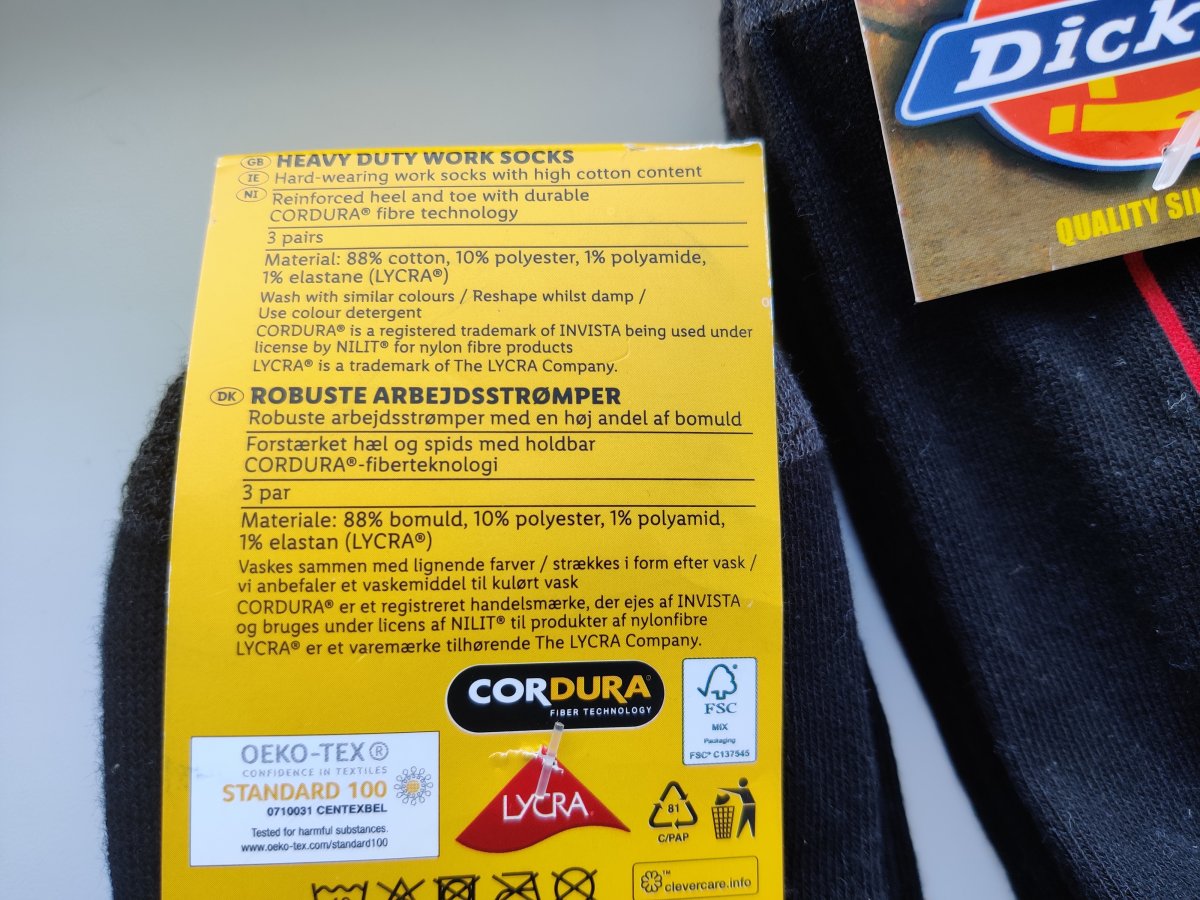 GB HEAVY DUTY WORK SOCKS
IE Hard-wearing work socks with high cotton content
NI Reinforced heel and toe with durable
CORDURA® fibre technology
3 pairs
Material: 88% cotton, 10% polyester, 1% polyamide,
1% elastane (LYCRA®)
Wash with similar colours / Reshape whilst damp /
Use colour detergent
CORDURA® is a registered trademark of INVISTA being used under
license by NILIT® for nylon fibre products
LYCRA® is a trademark of The LYCRA Company.
DK ROBUSTE ARBEJDSSTRØMPER
Robuste arbejdsstrømper med en høj andel af bomuld
Forstærket hæl og spids med holdbar
CORDURA®-fiberteknologi
3 par
Materiale: 88% bomuld, 10% polyester, 1% polyamid,
1% elastan (LYCRA®)
Vaskes sammen med lignende farver / strækkes i form efter vask /
vi anbefaler et vaskemiddel til kulørt vask
CORDURA® er et registreret handelsmærke, der ejes af INVISTA
og bruges under licens af NILIT® til produkter af nylonfibre
LYCRA® er et varemærke tilhørende The LYCRA Company.
CORDURA®
FIBER TECHNOLOGY
FSC
MIX
Packaging
FSC® C137545
OEKO-TEX®
CONFIDENCE IN TEXTILES
STANDARD 100
0710031 CENTEXBEL
Tested for harmful substances.
www.oeko-tex.com/standard100
LYCRA
81
C/PAP
™
clevercare.info
Dick
QUALITY SI